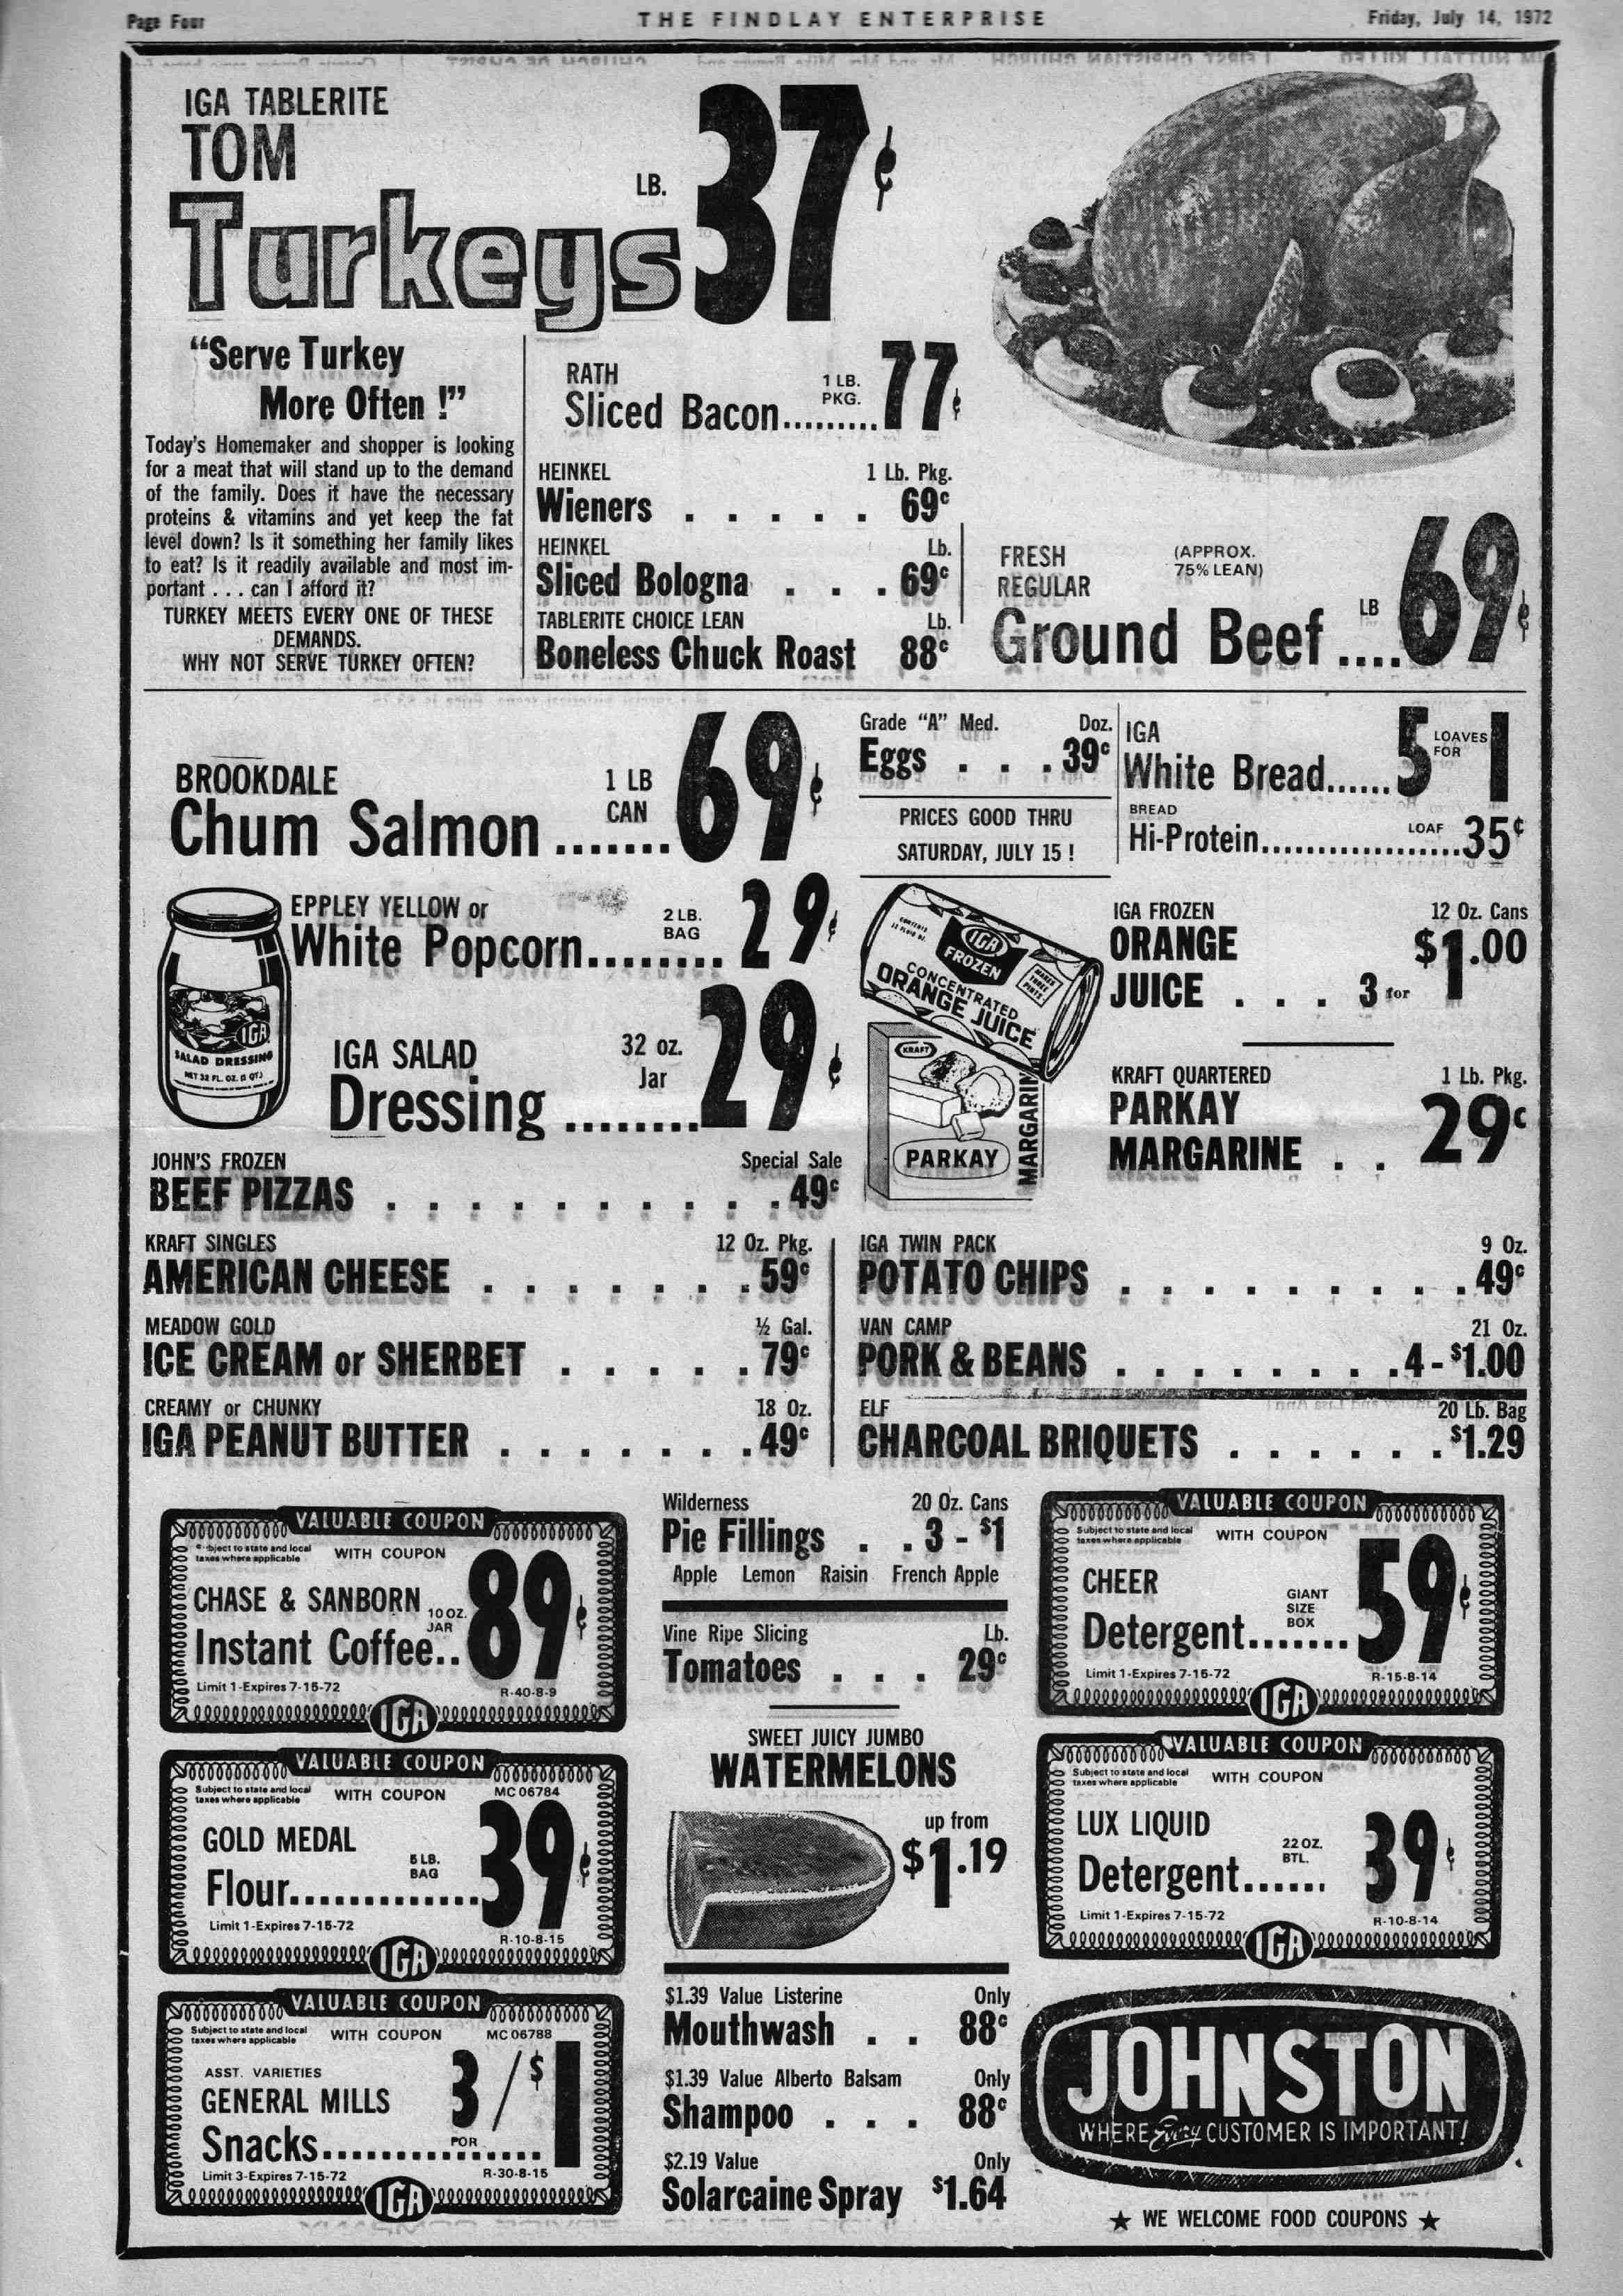 Page Four
THE FINDLAY ENTERPRISE
Friday, July 14, 1972
IGA TABLERITE
TOM
Turkeys
LB.
37¢
"Serve Turkey
More Often !"
Today's Homemaker and shopper is looking
for a meat that will stand up to the demand
of the family. Does it have the necessary
proteins & vitamins and yet keep the fat
level down? Is it something her family likes
to eat? Is it readily available and most im-
portant . . . can I afford it?
TURKEY MEETS EVERY ONE OF THESE
DEMANDS.
WHY NOT SERVE TURKEY OFTEN?
RATH
Sliced Bacon......... 1 LB. PKG. 77¢
HEINKEL 1 Lb. Pkg.
Wieners . . . . . 69c
HEINKEL Lb.
Sliced Bologna . . . 69c
TABLERITE CHOICE LEAN Lb.
Boneless Chuck Roast 88c
FRESH
REGULAR
(APPROX.
75% LEAN)
Ground Beef .... LB 69¢
BROOKDALE
Chum Salmon ....... 1 LB CAN 69¢
Grade "A" Med. Doz.
Eggs . . . 39c
PRICES GOOD THRU
SATURDAY, JULY 15 !
IGA
White Bread...... 5 LOAVES FOR 1
BREAD
Hi-Protein................... LOAF 35¢
EPPLEY YELLOW or
White Popcorn......... 2 LB. BAG 29¢
IGA
SALAD DRESSING
NET 32 FL. OZ. (1 QT.)
IGA SALAD
Dressing ........ 32 oz. Jar 29¢
CONTENTS
12 FLUID OZ.
IGA
FROZEN
CONCENTRATED
ORANGE JUICE
MAKES
THREE
PINTS
IGA FROZEN 12 Oz. Cans
ORANGE
JUICE . . . 3 for $1.00
KRAFT
PARKAY
MARGARIN
KRAFT QUARTERED 1 Lb. Pkg.
PARKAY
MARGARINE . . 29c
JOHN'S FROZEN Special Sale
BEEF PIZZAS . . . . . . . . . . 49c
KRAFT SINGLES 12 Oz. Pkg.
AMERICAN CHEESE . . . . . . . 59c
MEADOW GOLD ½ Gal.
ICE CREAM or SHERBET . . . . . 79c
CREAMY or CHUNKY 18 Oz.
IGA PEANUT BUTTER . . . . . . . 49c
IGA TWIN PACK 9 Oz.
POTATO CHIPS . . . . . . . . . 49c
VAN CAMP 21 Oz.
PORK & BEANS . . . . . . . 4 - $1.00
ELF 20 Lb. Bag
CHARCOAL BRIQUETS . . . . . . $1.29
VALUABLE COUPON
Subject to state and local
taxes where applicable
WITH COUPON
CHASE & SANBORN
Instant Coffee.. 10 OZ. JAR 89¢
Limit 1-Expires 7-15-72
R-40-8-9
IGA
VALUABLE COUPON
Subject to state and local
taxes where applicable
WITH COUPON
MC 06784
GOLD MEDAL
Flour............. 5 LB. BAG 39¢
Limit 1-Expires 7-15-72
R-10-8-15
IGA
VALUABLE COUPON
Subject to state and local
taxes where applicable
WITH COUPON
MC 06788
ASST. VARIETIES
GENERAL MILLS
Snacks............... 3/$1
FOR
Limit 3-Expires 7-15-72
R-30-8-15
IGA
Wilderness 20 Oz. Cans
Pie Fillings . . 3 - $1
Apple Lemon Raisin French Apple
Vine Ripe Slicing Lb.
Tomatoes . . . 29c
SWEET JUICY JUMBO
WATERMELONS
up from
$1.19
$1.39 Value Listerine Only
Mouthwash . . 88c
$1.39 Value Alberto Balsam Only
Shampoo . . . 88c
$2.19 Value Only
Solarcaine Spray $1.64
VALUABLE COUPON
Subject to state and local
taxes where applicable
WITH COUPON
CHEER
Detergent....... GIANT SIZE BOX 59¢
Limit 1-Expires 7-15-72
R-15-8-14
IGA
VALUABLE COUPON
Subject to state and local
taxes where applicable
WITH COUPON
LUX LIQUID
Detergent...... 22 OZ. BTL. 39¢
Limit 1-Expires 7-15-72
R-10-8-14
IGA
JOHNSTON
WHERE Every CUSTOMER IS IMPORTANT!
★ WE WELCOME FOOD COUPONS ★